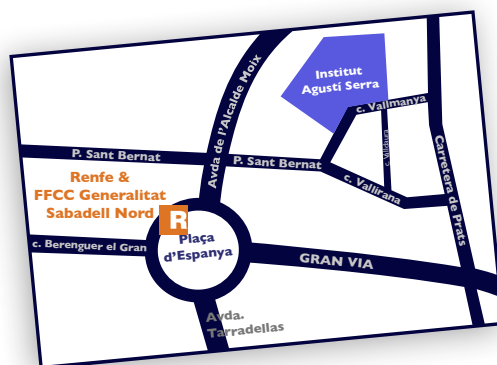 Institut
Agustí Serra
c. Vallmanya
Avda de l'Alcalde Moix
P. Sant Bernat
P. Sant Bernat
c. Vallirana
Carretera de Prats
Renfe &
FFCC Generalitat
Sabadell Nord
R
c. Berenguer el Gran
Plaça
d'Espanya
GRAN VIA
Avda.
Tarradellas